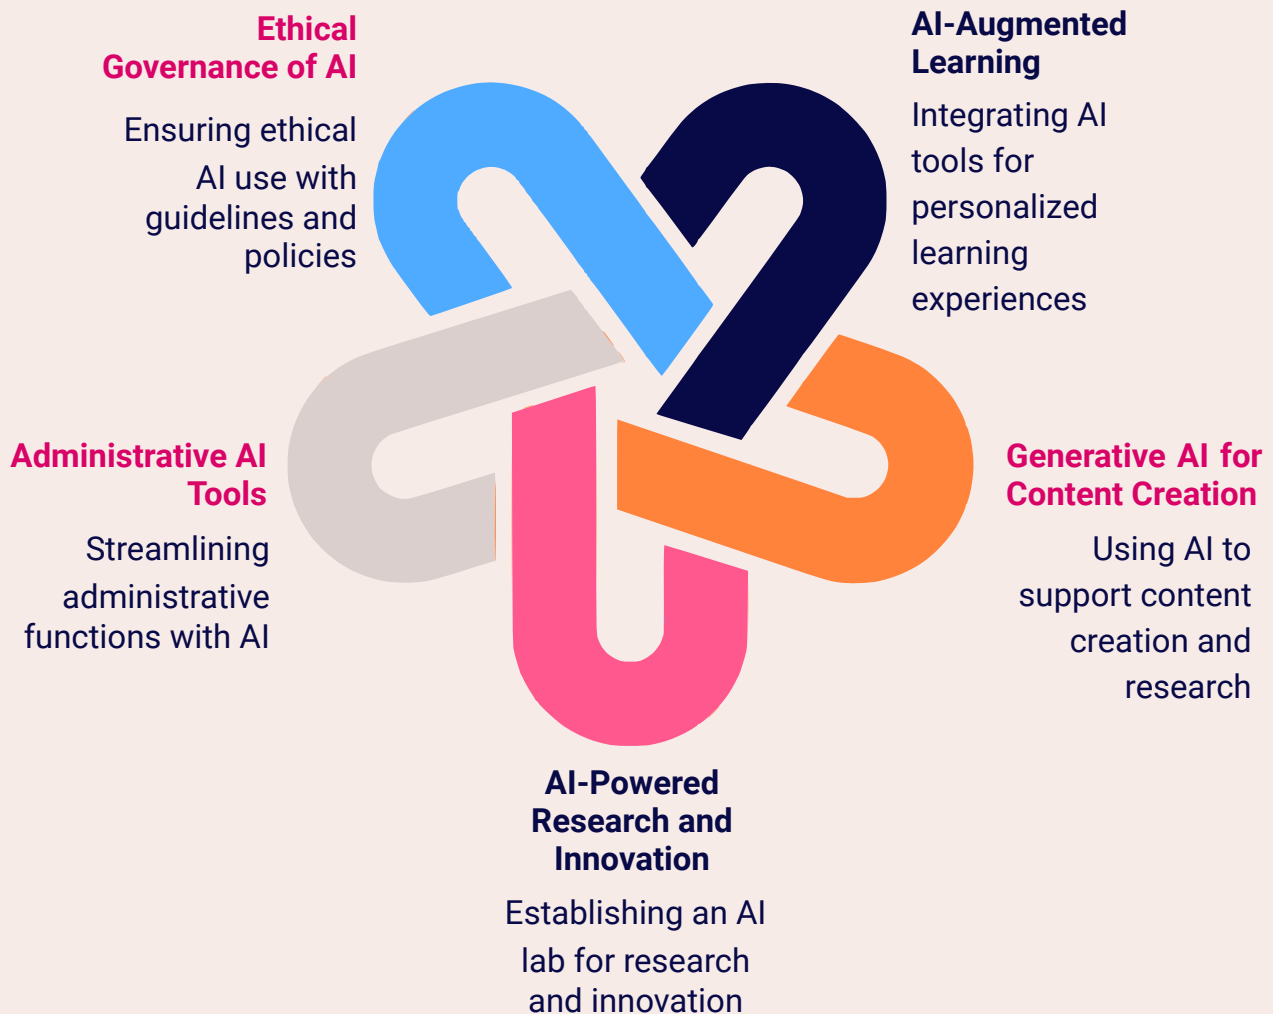 Ethical
Governance of AI
Ensuring ethical
AI use with
guidelines and
policies
AI-Augmented
Learning
Integrating AI
tools for
personalized
learning
experiences
Administrative AI
Tools
Streamlining
administrative
functions with AI
Generative AI for
Content Creation
Using AI to
support content
creation and
research
AI-Powered
Research and
Innovation
Establishing an AI
lab for research
and innovation